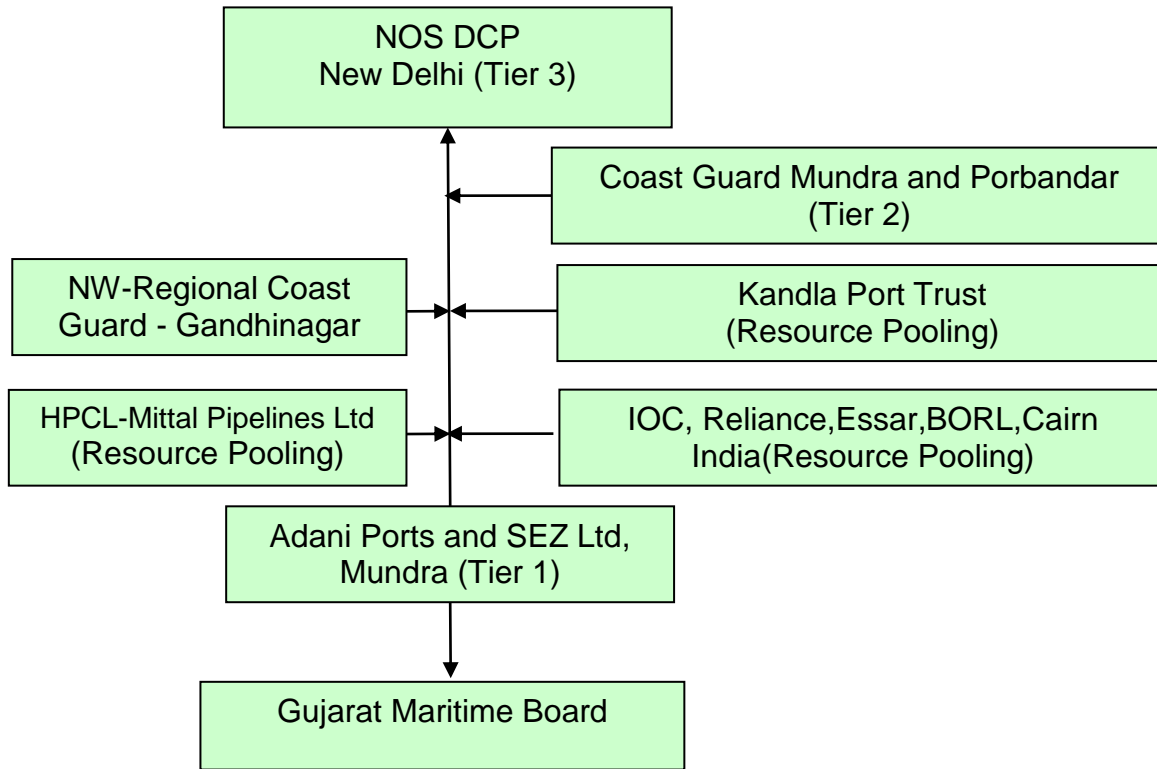 NOS DCP
New Delhi (Tier 3)
Coast Guard Mundra and Porbandar
(Tier 2)
NW-Regional Coast
Guard - Gandhinagar
Kandla Port Trust
(Resource Pooling)
HPCL-Mittal Pipelines Ltd
(Resource Pooling)
IOC, Reliance,Essar,BORL,Cairn
India(Resource Pooling)
Adani Ports and SEZ Ltd,
Mundra (Tier 1)
Gujarat Maritime Board